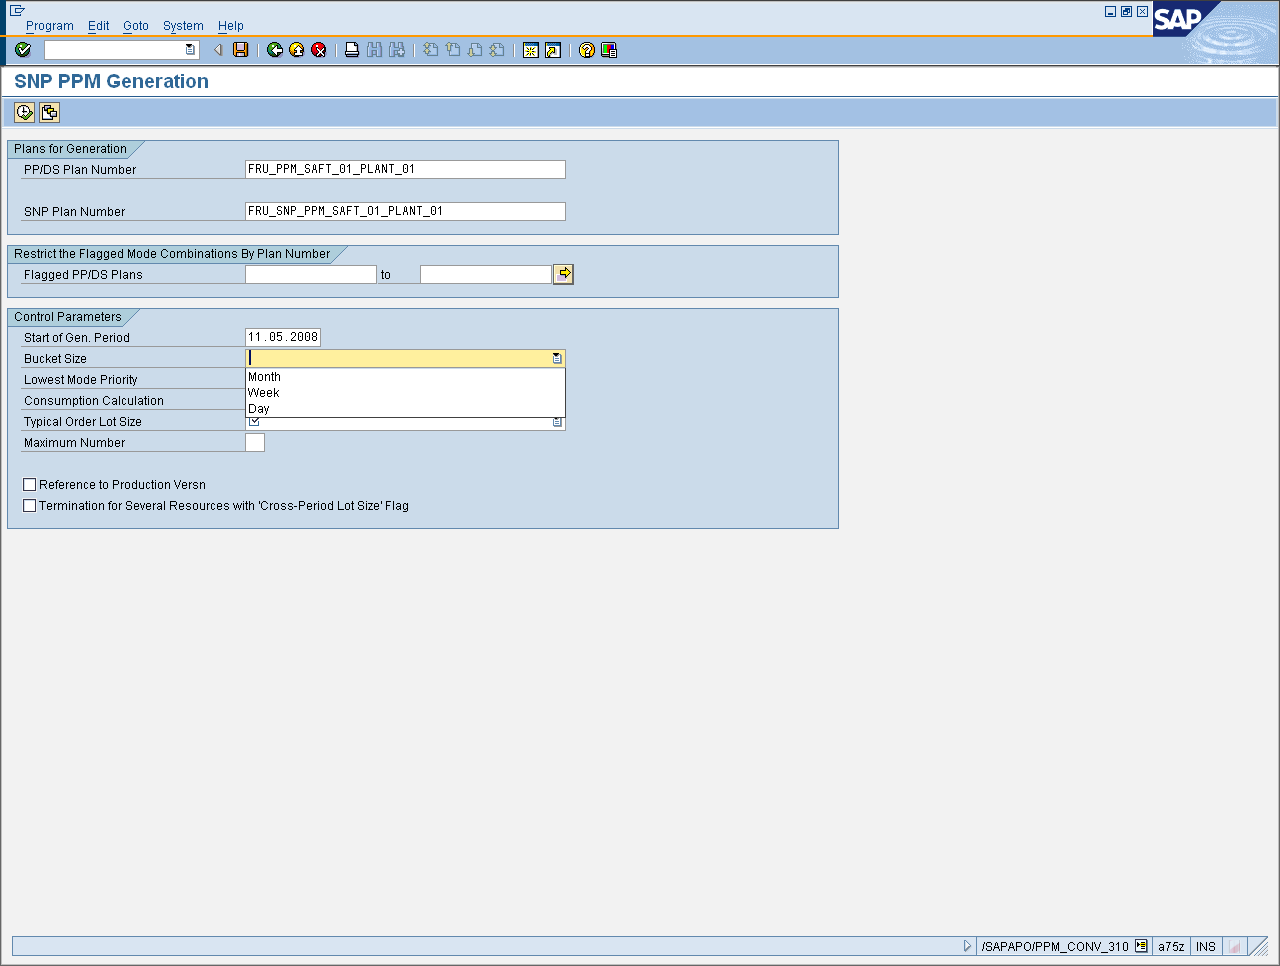 Program Edit Goto System Help
SAP
SNP PPM Generation
Plans for Generation
PP/DS Plan Number FRU_PPM_SAFT_01_PLANT_01
SNP Plan Number FRU_SNP_PPM_SAFT_01_PLANT_01
Restrict the Flagged Mode Combinations By Plan Number
Flagged PP/DS Plans to
Control Parameters
Start of Gen. Period 11.05.2008
Bucket Size
Lowest Mode Priority Month
Consumption Calculation Week
Day
Typical Order Lot Size
Maximum Number
Reference to Production Versn
Termination for Several Resources with 'Cross-Period Lot Size' Flag
/SAPAPO/PPM_CONV_310 a75z INS